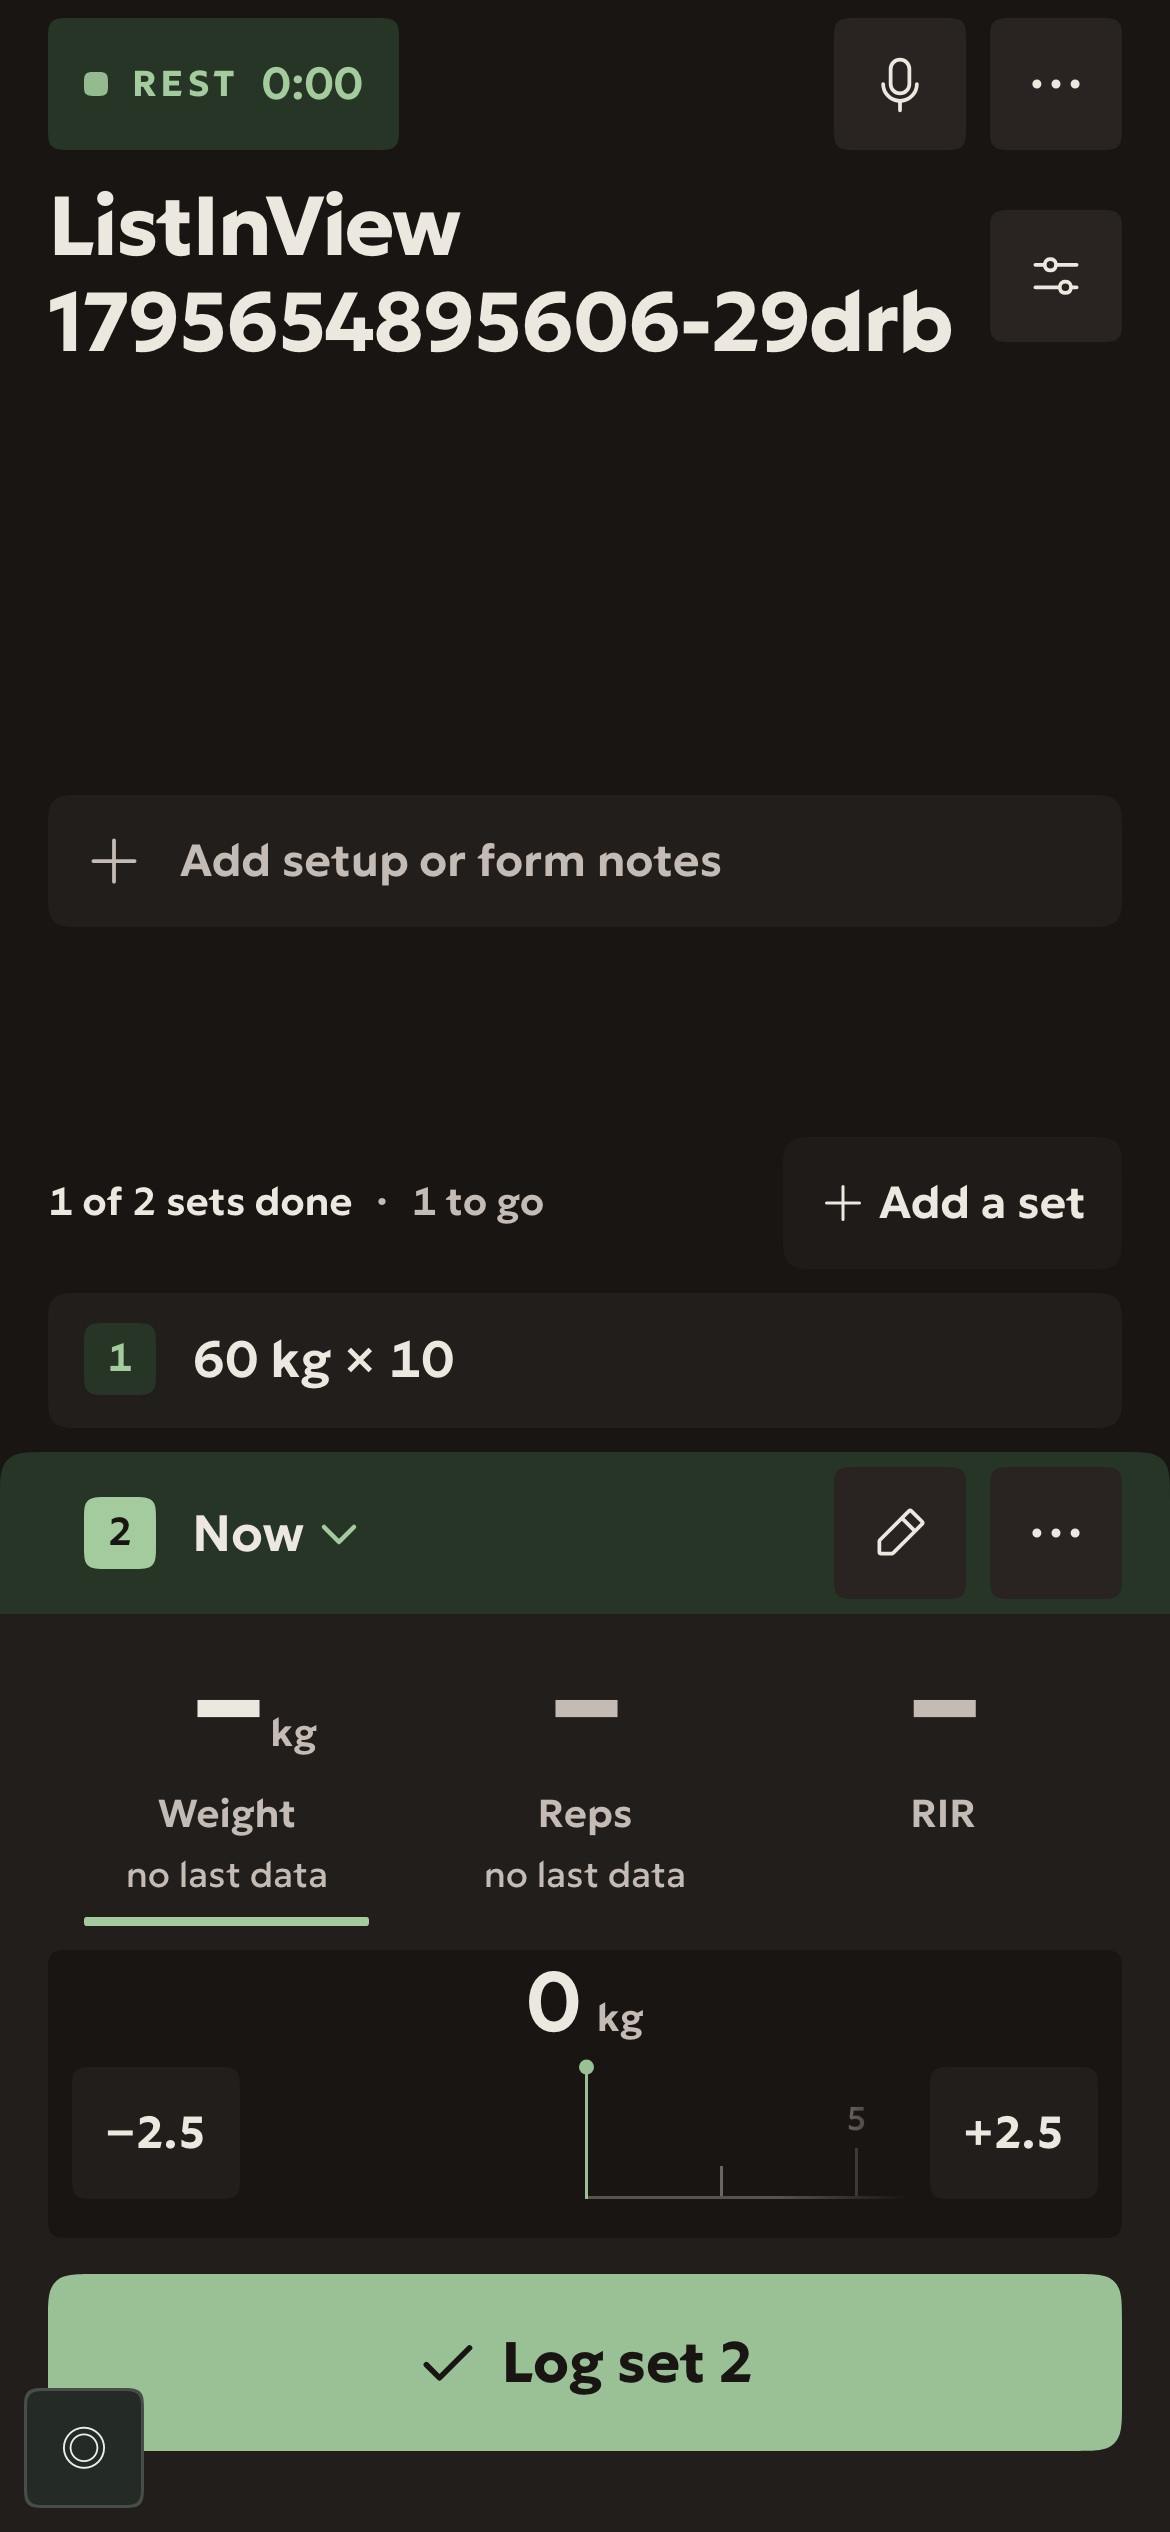 REST 0:00
ListInView
1795654895606-29drb
Add setup or form notes
1 of 2 sets done · 1 to go
+ Add a set
1 60 kg × 10
2 Now
– kg
–
–
Weight
Reps
RIR
no last data
no last data
0 kg
−2.5
5
+2.5
Log set 2